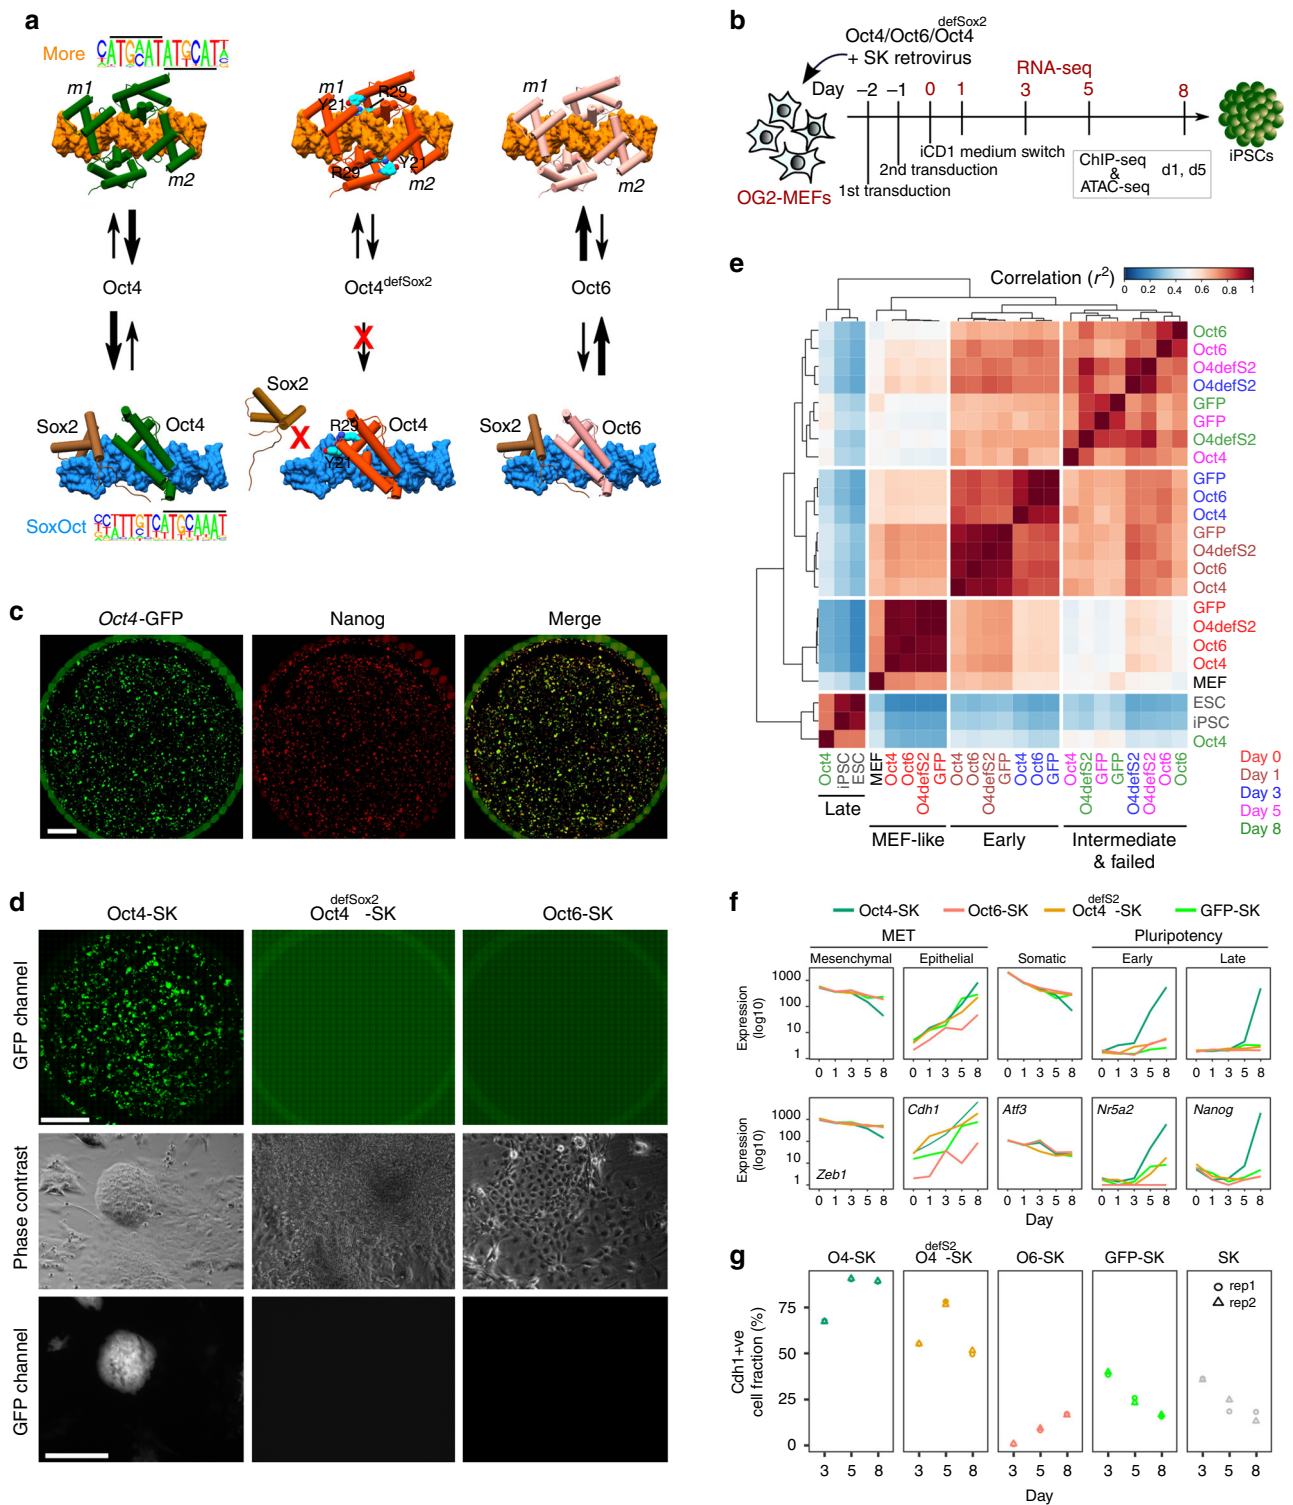 a
More
CATGAATATGCAT
m1
m2
m1
Y21
R29
R29
Y21
m2
m1
m2
Oct4
Oct4defSox2
Oct6
X
Sox2
Sox2
Oct4
X
R29
Y21
Oct4
Sox2
Oct6
SoxOct
b
defSox2
Oct4/Oct6/Oct4
+ SK retrovirus
RNA-seq
Day –2 –1 0 1 3 5 8
iCD1 medium switch
2nd transduction
1st transduction
OG2-MEFs
ChIP-seq
&
ATAC-seq
d1, d5
iPSCs
c
Oct4-GFP
Nanog
Merge
d
defSox2
Oct4-SK
Oct4 -SK
Oct6-SK
GFP channel
Phase contrast
GFP channel
e
Correlation (r2)
0 0.2 0.4 0.6 0.8 1
Oct6
Oct6
O4defS2
O4defS2
GFP
GFP
O4defS2
Oct4
GFP
Oct6
Oct4
GFP
O4defS2
Oct6
Oct4
GFP
O4defS2
Oct6
Oct4
MEF
ESC
iPSC
Oct4
Oct4
iPSC
ESC
MEF
Oct4
Oct6
O4defS2
GFP
Oct4
Oct6
O4defS2
GFP
Oct4
Oct6
GFP
Oct4
O4defS2
GFP
GFP
O4defS2
O4defS2
Oct6
Oct6
Late
MEF-like
Early
Intermediate
& failed
Day 0
Day 1
Day 3
Day 5
Day 8
f
defS2
Oct4-SK
Oct6-SK
Oct4 -SK
GFP-SK
MET
Pluripotency
Mesenchymal
Epithelial
Somatic
Early
Late
Expression
(log10)
1000
100
10
1
0 1 3 5 8
0 1 3 5 8
0 1 3 5 8
0 1 3 5 8
0 1 3 5 8
Expression
(log10)
1000
100
10
1
Zeb1
Cdh1
Atf3
Nr5a2
Nanog
0 1 3 5 8
0 1 3 5 8
0 1 3 5 8
0 1 3 5 8
0 1 3 5 8
Day
g
defS2
O4-SK
O4 -SK
O6-SK
GFP-SK
SK
rep1
rep2
Cdh1+ve
cell fraction (%)
75
50
25
0
3 5 8
3 5 8
3 5 8
3 5 8
3 5 8
Day